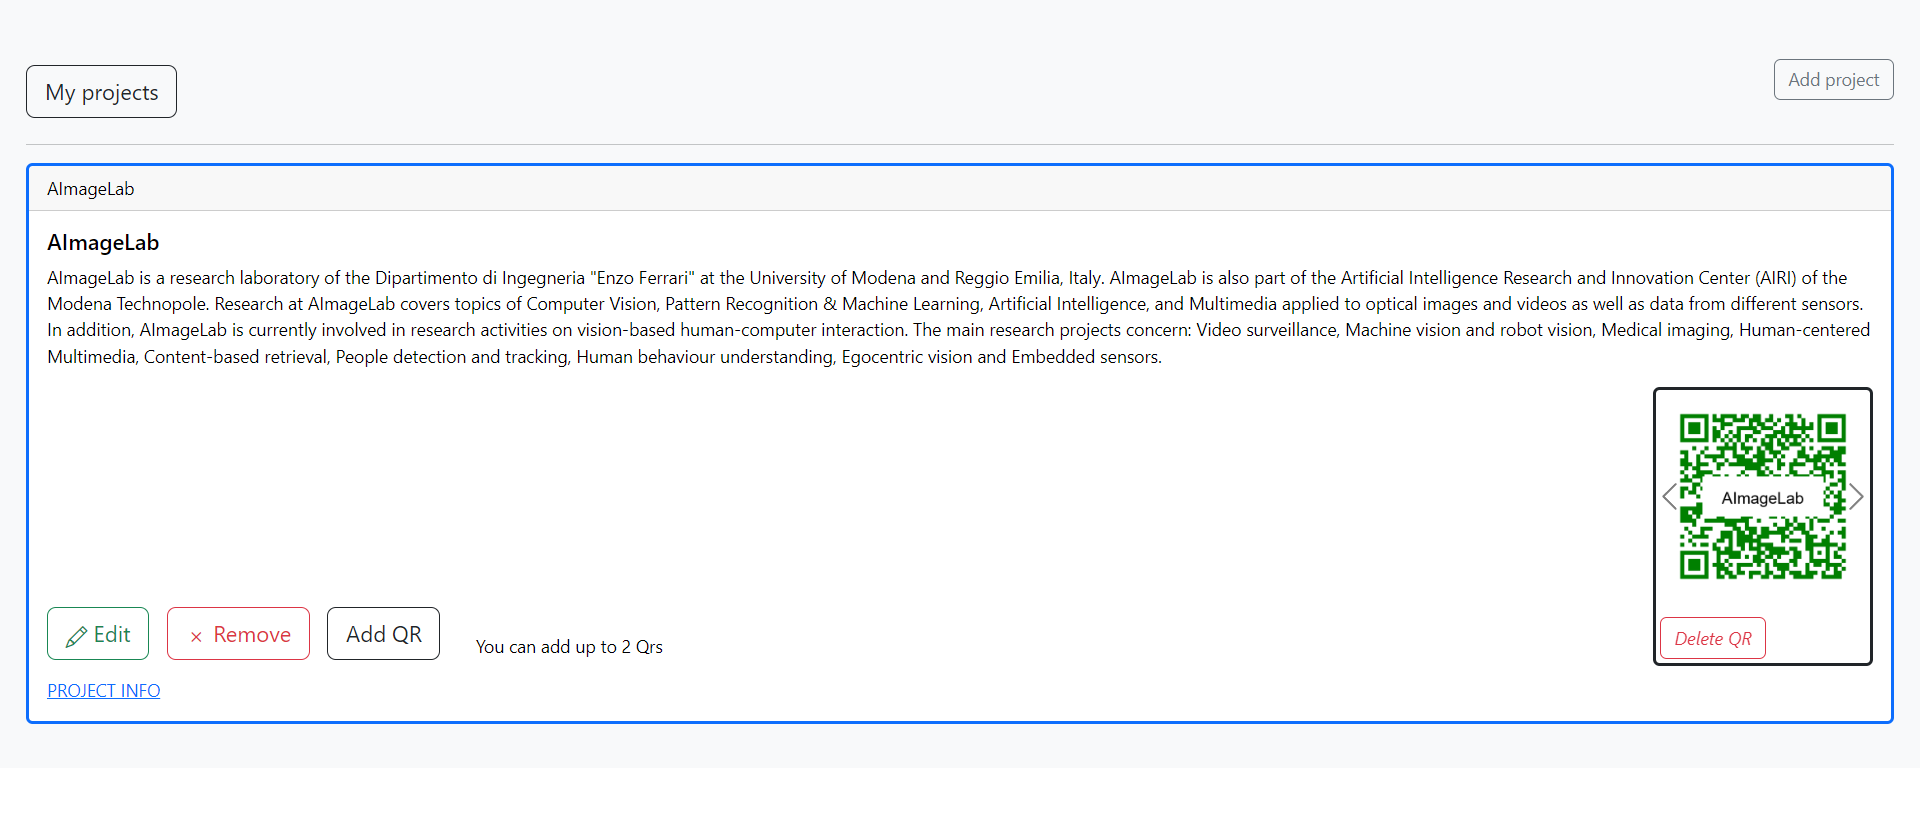 My projects
Add project
AImageLab
AImageLab
AImageLab is a research laboratory of the Dipartimento di Ingegneria "Enzo Ferrari" at the University of Modena and Reggio Emilia, Italy. AImageLab is also part of the Artificial Intelligence Research and Innovation Center (AIRI) of the
Modena Technopole. Research at AImageLab covers topics of Computer Vision, Pattern Recognition & Machine Learning, Artificial Intelligence, and Multimedia applied to optical images and videos as well as data from different sensors.
In addition, AImageLab is currently involved in research activities on vision-based human-computer interaction. The main research projects concern: Video surveillance, Machine vision and robot vision, Medical imaging, Human-centered
Multimedia, Content-based retrieval, People detection and tracking, Human behaviour understanding, Egocentric vision and Embedded sensors.
AImageLab
Edit
× Remove
Add QR
You can add up to 2 Qrs
Delete QR
PROJECT INFO